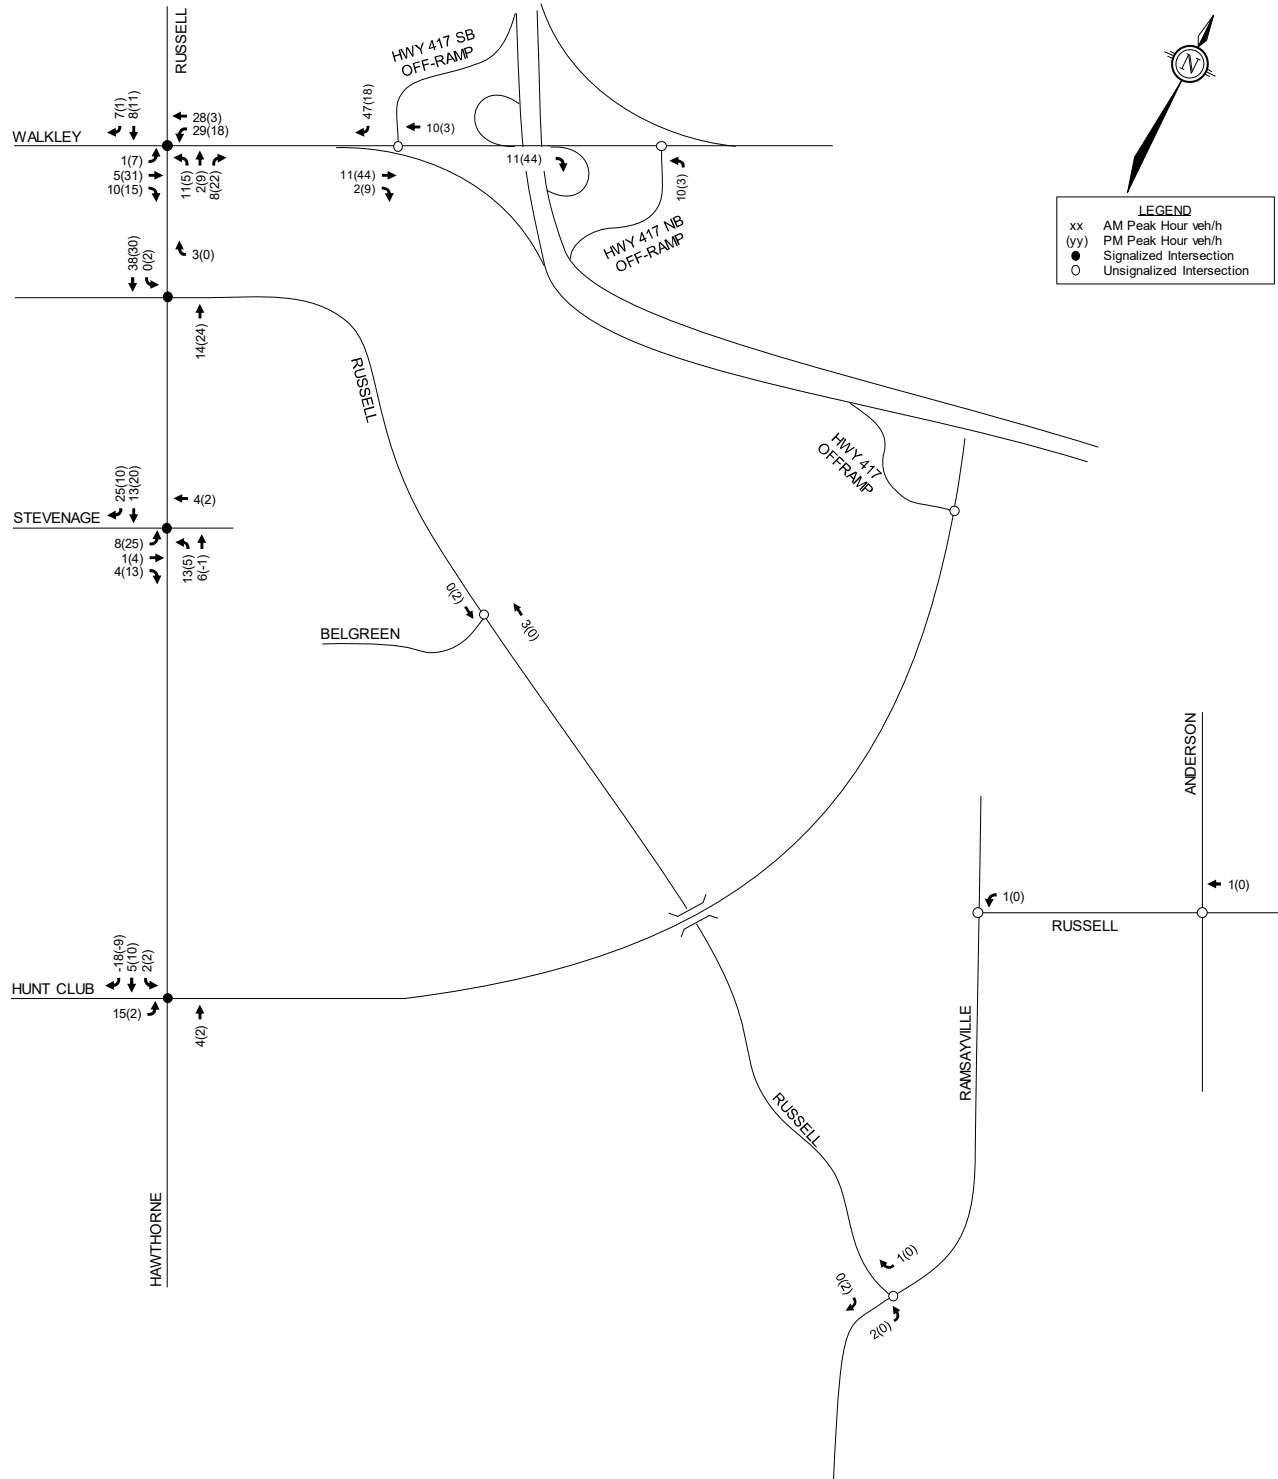 RUSSELL
HWY 417 SB
OFF-RAMP
N
7(1)
8(11)
28(3)
29(18)
WALKLEY
47(18)
10(3)
1(7)
5(31)
10(15)
11(5)
2(9)
8(22)
11(44)
2(9)
11(44)
10(3)
HWY 417 NB
OFF-RAMP
LEGEND
xx AM Peak Hour veh/h
(yy) PM Peak Hour veh/h
Signalized Intersection
Unsignalized Intersection
38(30)
0(2)
3(0)
14(24)
RUSSELL
HWY 417
OFFRAMP
25(10)
13(20)
4(2)
STEVENAGE
8(25)
1(4)
4(13)
13(5)
6(-1)
0(2)
3(0)
BELGREEN
ANDERSON
1(0)
1(0)
RUSSELL
-18(-9)
5(10)
2(2)
HUNT CLUB
15(2)
4(2)
RAMSAYVILLE
RUSSELL
HAWTHORNE
1(0)
0(2)
2(0)